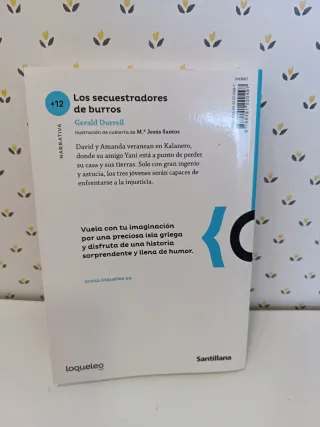 +12
NARRATIVA
Los secuestradores
de burros
Gerald Durrell
Ilustración de cubierta de M.ª Jesús Santos
David y Amanda veranean en Kalanero,
donde su amigo Yani está a punto de perder
su casa y sus tierras. Solo con gran ingenio
y astucia, los tres jóvenes serán capaces de
enfrentarse a la injusticia.
Vuela con tu imaginación
por una preciosa isla griega
y disfruta de una historia
sorprendente y llena de humor.
www.loqueleo.es
loqueleo
Santillana